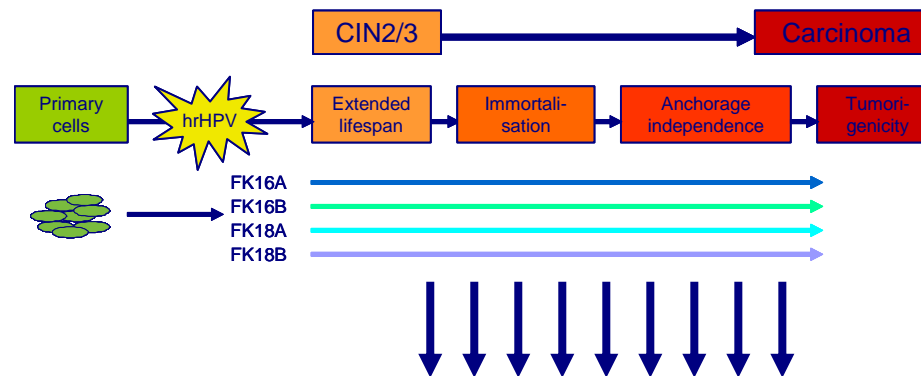 CIN2/3
Carcinoma
Primary
cells
hrHPV
Extended
lifespan
Immortali-
sation
Anchorage
independence
Tumori-
genicity
FK16A
FK16B
FK18A
FK18B